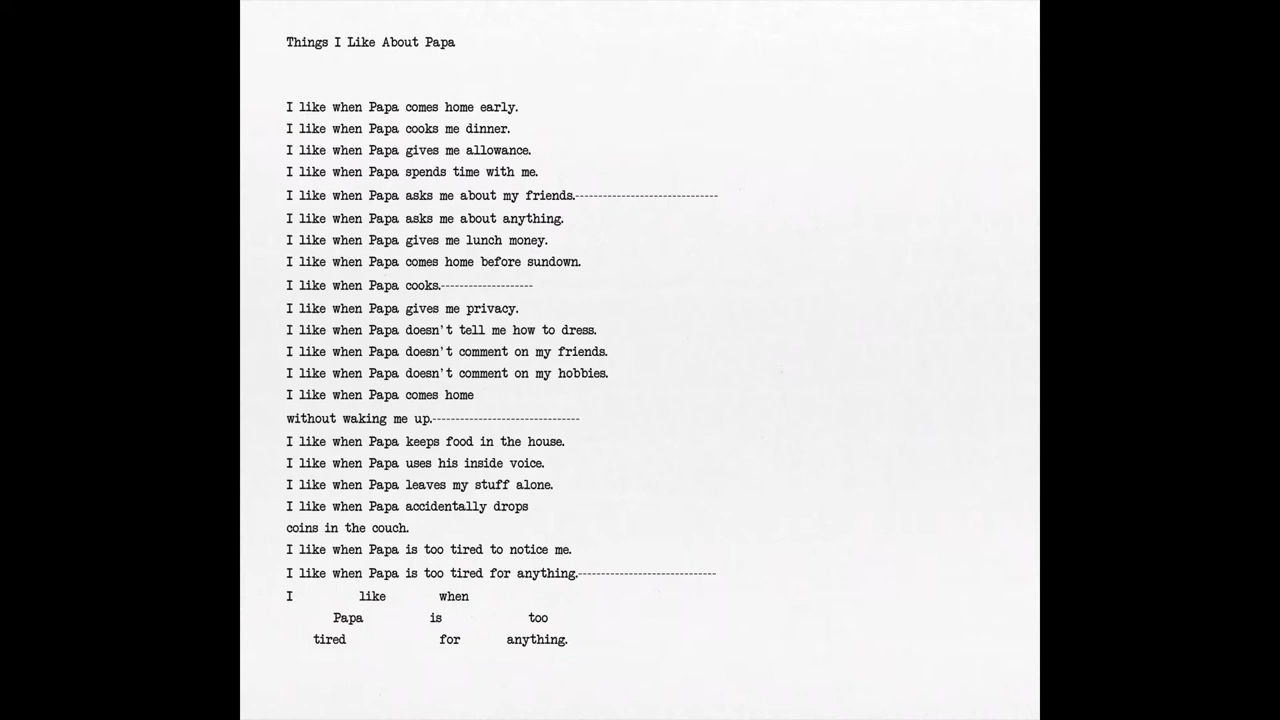 Things I Like About Papa
I like when Papa comes home early.
I like when Papa cooks me dinner.
I like when Papa gives me allowance.
I like when Papa spends time with me.
I like when Papa asks me about my friends.-------------------------------
I like when Papa asks me about anything.
I like when Papa gives me lunch money.
I like when Papa comes home before sundown.
I like when Papa cooks.--------------------
I like when Papa gives me privacy.
I like when Papa doesn't tell me how to dress.
I like when Papa doesn't comment on my friends.
I like when Papa doesn't comment on my hobbies.
I like when Papa comes home
without waking me up.--------------------------------
I like when Papa keeps food in the house.
I like when Papa uses his inside voice.
I like when Papa leaves my stuff alone.
I like when Papa accidentally drops
coins in the couch.
I like when Papa is too tired to notice me.
I like when Papa is too tired for anything.------------------------------
I like when
Papa is too
tired for anything.